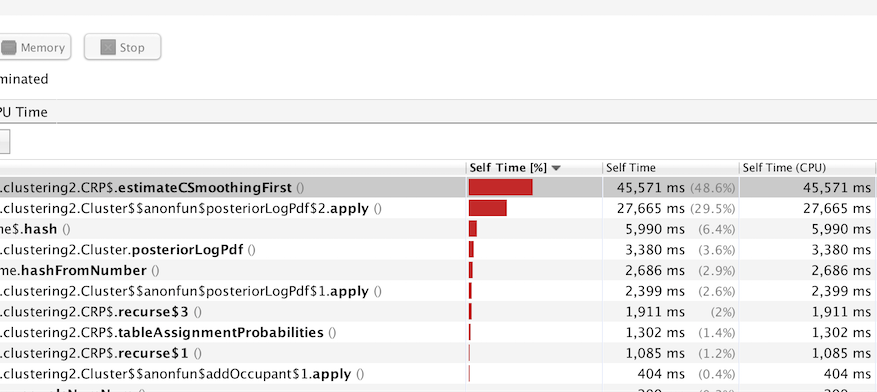 Memory Stop
minated
PU Time
Self Time [%] Self Time Self Time (CPU)
.clustering2.CRP$.estimateCSmoothingFirst () 45,571 ms (48.6%) 45,571 ms
.clustering2.Cluster$$anonfun$posteriorLogPdf$2.apply () 27,665 ms (29.5%) 27,665 ms
me$.hash () 5,990 ms (6.4%) 5,990 ms
.clustering2.Cluster.posteriorLogPdf () 3,380 ms (3.6%) 3,380 ms
me.hashFromNumber () 2,686 ms (2.9%) 2,686 ms
.clustering2.Cluster$$anonfun$posteriorLogPdf$1.apply () 2,399 ms (2.6%) 2,399 ms
.clustering2.CRP$.recurse$3 () 1,911 ms (2%) 1,911 ms
.clustering2.CRP$.tableAssignmentProbabilities () 1,302 ms (1.4%) 1,302 ms
.clustering2.CRP$.recurse$1 () 1,085 ms (1.2%) 1,085 ms
.clustering2.Cluster$$anonfun$addOccupant$1.apply () 404 ms (0.4%) 404 ms